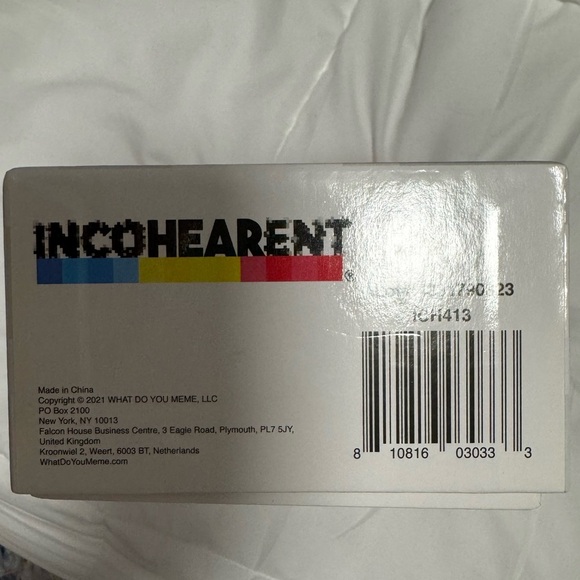 INCOHEARENT
®
ICH413
Made in China
Copyright © 2021 WHAT DO YOU MEME, LLC
PO Box 2100
New York, NY 10013
Falcon House Business Centre, 3 Eagle Road, Plymouth, PL7 5JY,
United Kingdom
Kroonwiel 2, Weert, 6003 BT, Netherlands
WhatDoYouMeme.com
8 10816 03033 3